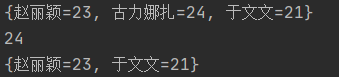 {赵丽颖=23, 古力娜扎=24, 于文文=21}
24
{赵丽颖=23, 于文文=21}